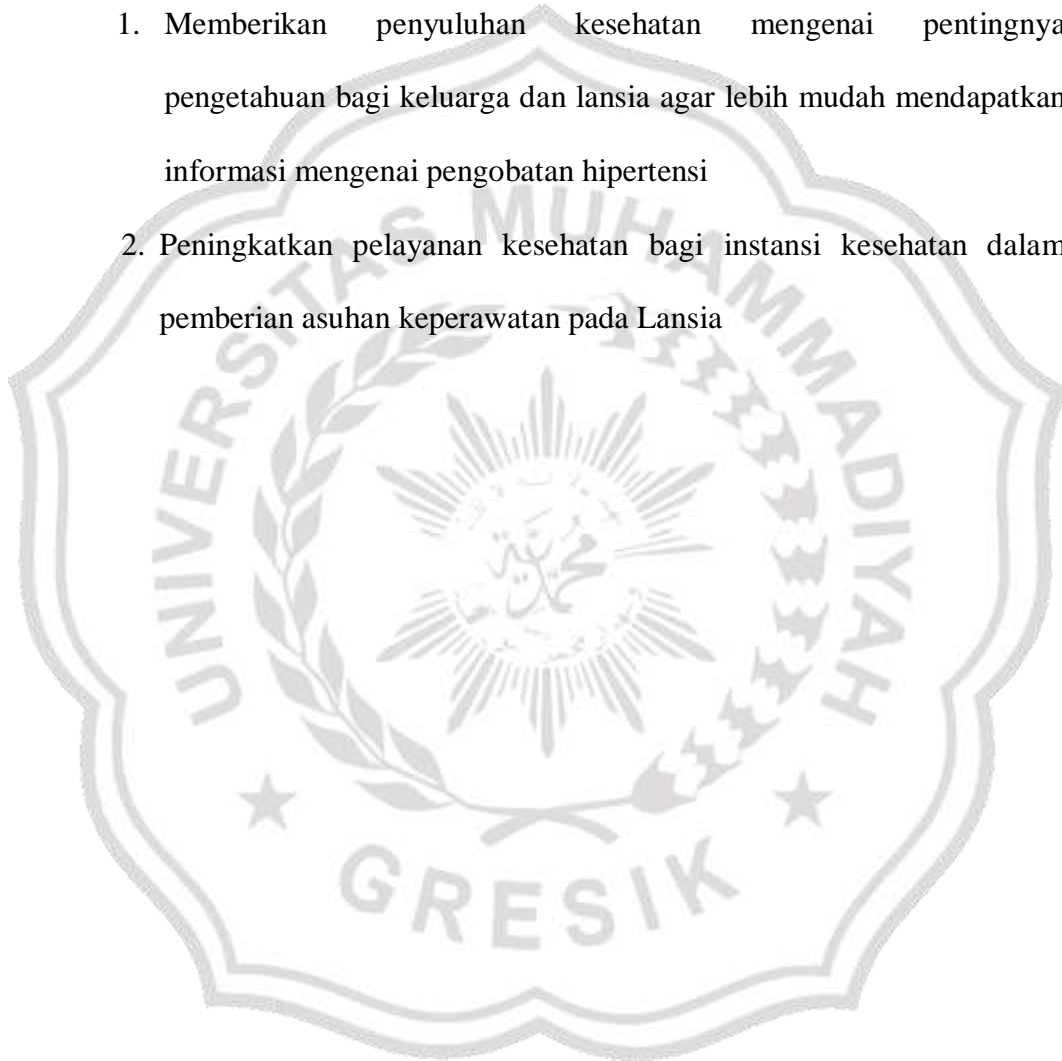 1. Memberikan penyuluhan kesehatan mengenai pentingnya
pengetahuan bagi keluarga dan lansia agar lebih mudah mendapatkan
informasi mengenai pengobatan hipertensi
2. Peningkatkan pelayanan kesehatan bagi instansi kesehatan dalam
pemberian asuhan keperawatan pada Lansia
UNIVERSITAS MUHAMMADIYAH
GRESIK